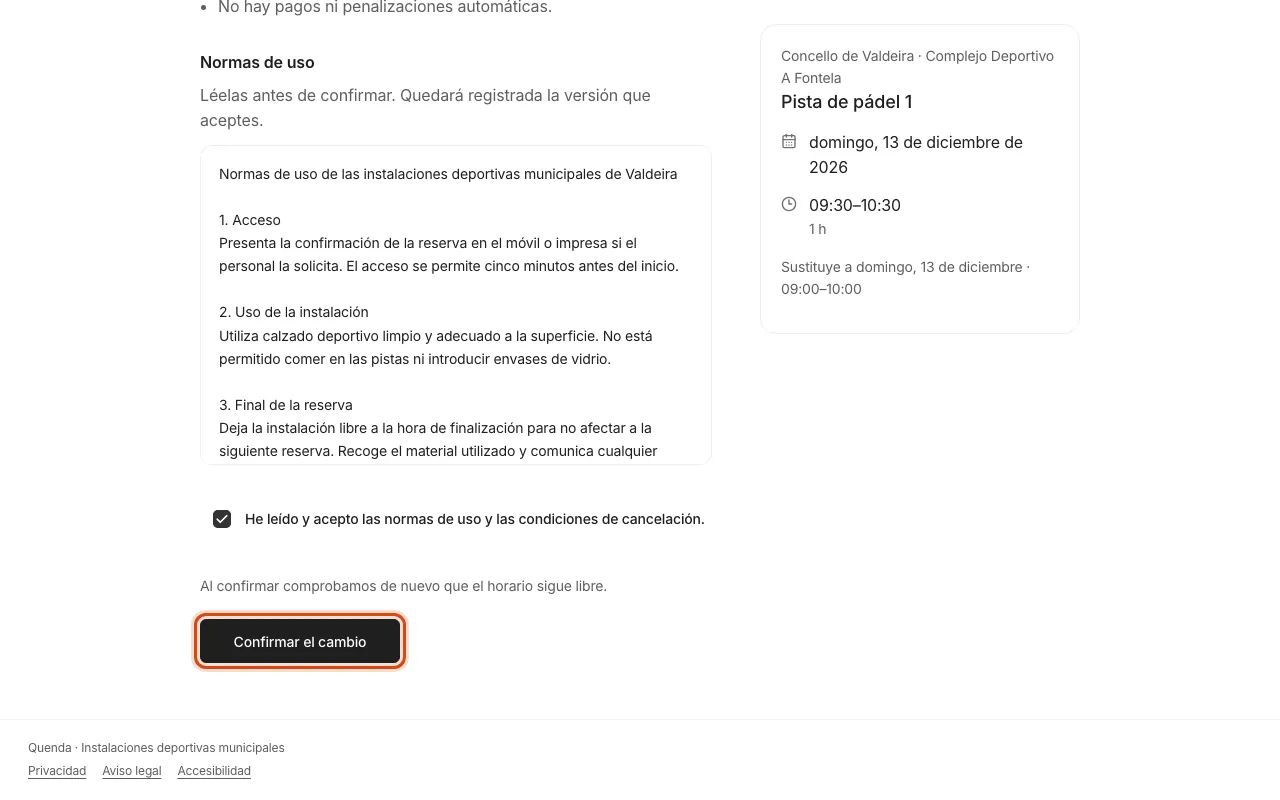 No hay pagos ni penalizaciones automáticas.
Normas de uso
Léelas antes de confirmar. Quedará registrada la versión que
aceptes.
Normas de uso de las instalaciones deportivas municipales de Valdeira
1. Acceso
Presenta la confirmación de la reserva en el móvil o impresa si el
personal la solicita. El acceso se permite cinco minutos antes del inicio.
2. Uso de la instalación
Utiliza calzado deportivo limpio y adecuado a la superficie. No está
permitido comer en las pistas ni introducir envases de vidrio.
3. Final de la reserva
Deja la instalación libre a la hora de finalización para no afectar a la
siguiente reserva. Recoge el material utilizado y comunica cualquier
He leído y acepto las normas de uso y las condiciones de cancelación.
Al confirmar comprobamos de nuevo que el horario sigue libre.
Confirmar el cambio
Concello de Valdeira · Complejo Deportivo
A Fontela
Pista de pádel 1
domingo, 13 de diciembre de
2026
09:30–10:30
1 h
Sustituye a domingo, 13 de diciembre ·
09:00–10:00
Quenda · Instalaciones deportivas municipales
Privacidad Aviso legal Accesibilidad